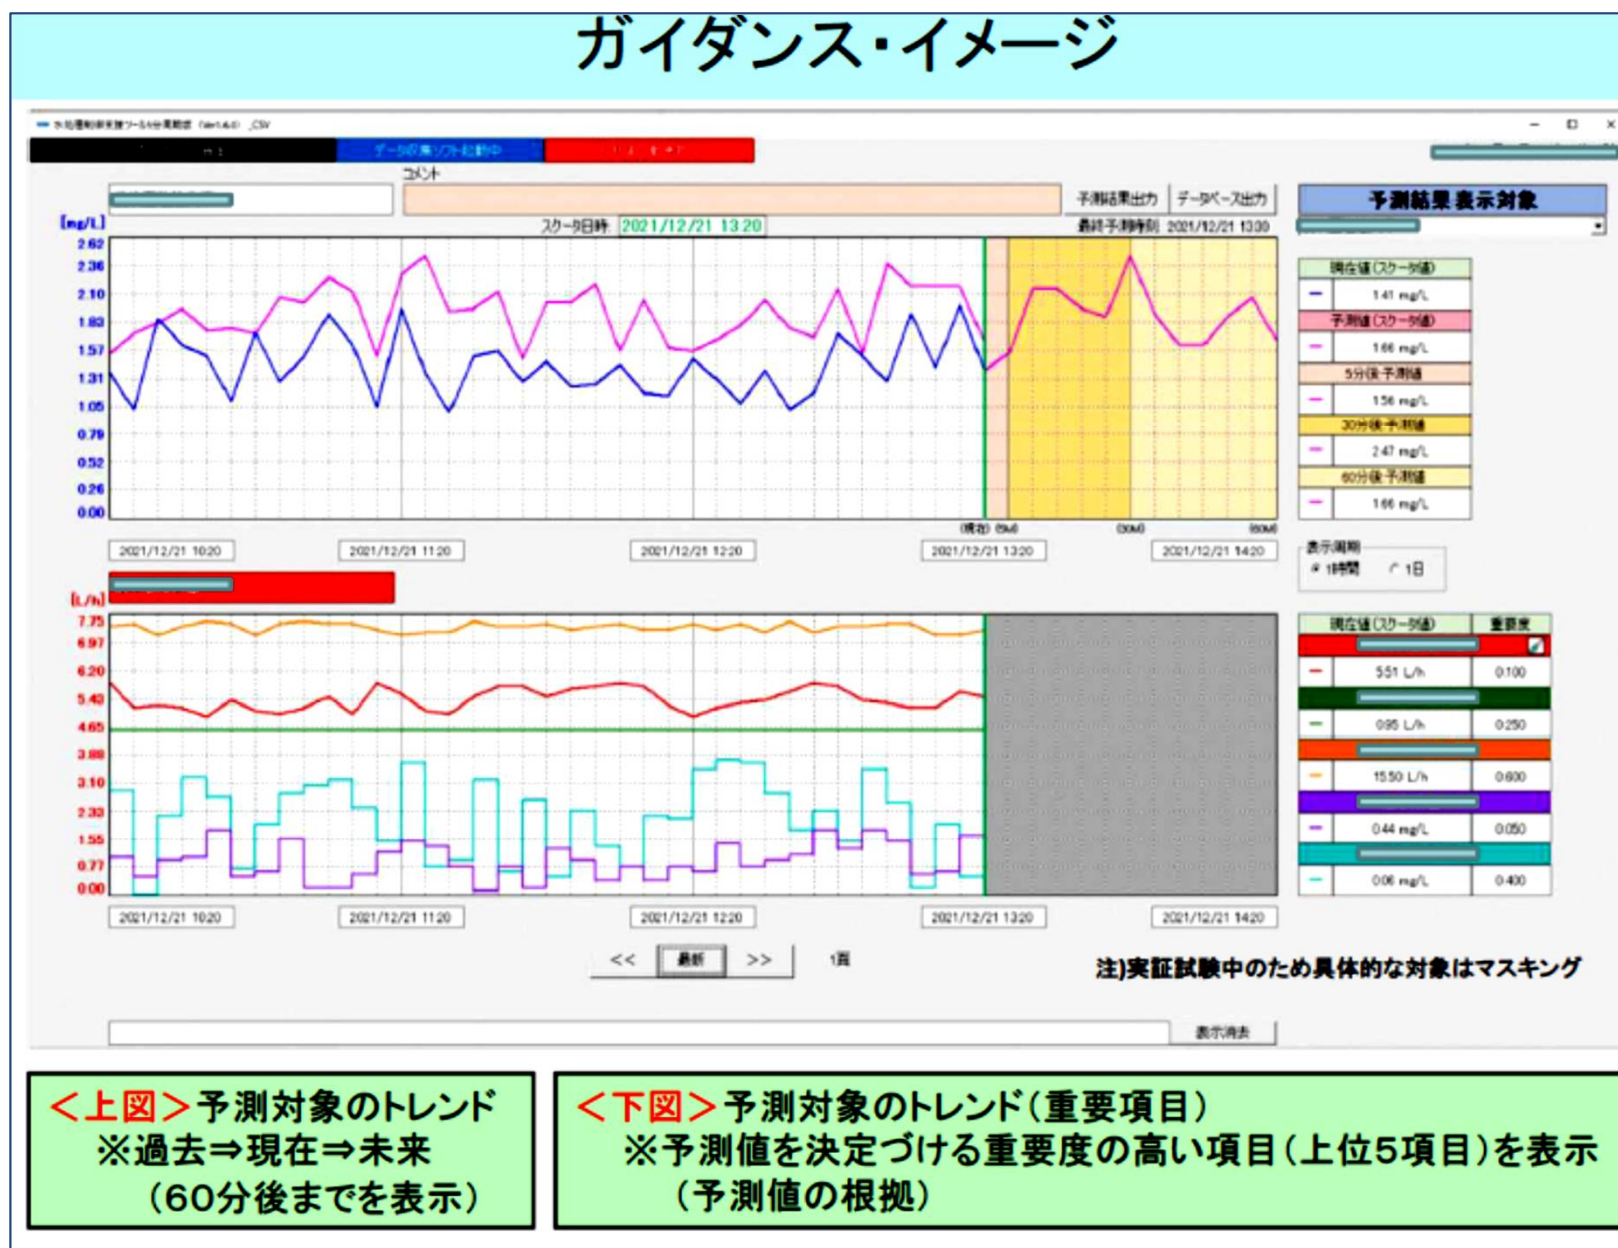 ガイダンス・イメージ
データ収集ソフト起動中
コメント
予測結果出力 データベース出力
予測結果 表示対象
[mg/L]
スクータ日時: 2021/12/21 13:20
最終予測時刻 2021/12/21 13:30
2.62
2.36
2.10
1.83
1.57
1.31
1.05
0.79
0.52
0.26
0.00
(現在) (5M) (30M) (60M)
2021/12/21 10:20 2021/12/21 11:20 2021/12/21 12:20 2021/12/21 13:20 2021/12/21 14:20
現在値(スクータ値)
1.41 mg/L
予測値(スクータ値)
1.66 mg/L
5分後 予測値
1.56 mg/L
30分後 予測値
2.47 mg/L
60分後 予測値
1.66 mg/L
表示周期
1時間 1日
[L/h]
7.75
6.97
6.20
5.43
4.65
3.88
3.10
2.33
1.55
0.77
0.00
2021/12/21 10:20 2021/12/21 11:20 2021/12/21 12:20 2021/12/21 13:20 2021/12/21 14:20
現在値(スクータ値) 重要度
5.51 L/h 0.100
0.95 L/h 0.250
15.50 L/h 0.600
0.44 mg/L 0.050
0.06 mg/L 0.400
<< 最新 >> 1頁
注)実証試験中のため具体的な対象はマスキング
表示消去
＜上図＞予測対象のトレンド
※過去⇒現在⇒未来
(60分後までを表示)
＜下図＞予測対象のトレンド(重要項目)
※予測値を決定づける重要度の高い項目(上位5項目)を表示
(予測値の根拠)